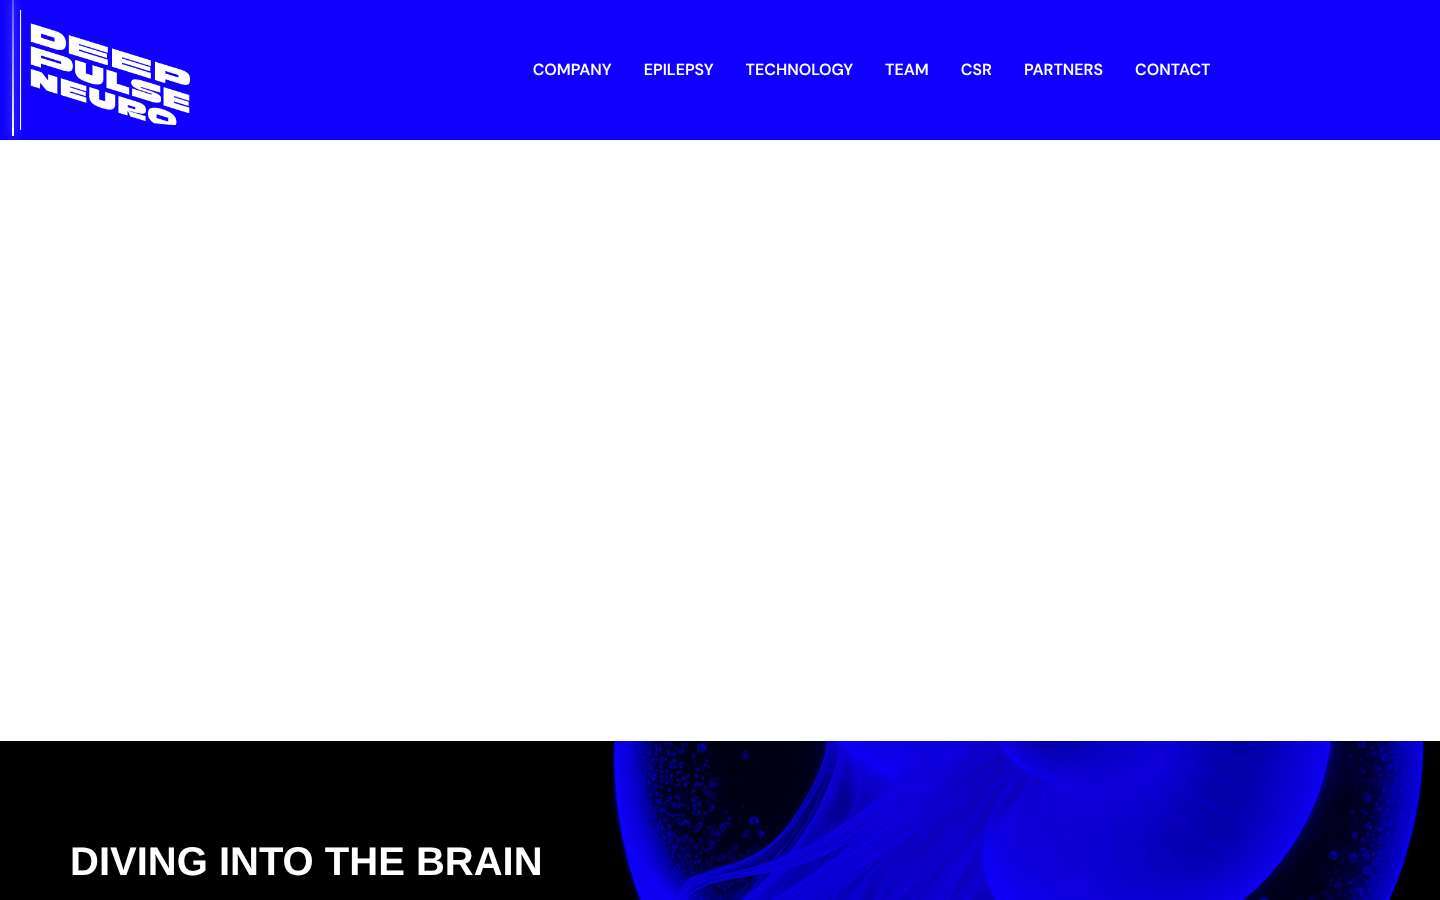 DEEP
PULSE
NEURO
COMPANY EPILEPSY TECHNOLOGY TEAM CSR PARTNERS CONTACT
DIVING INTO THE BRAIN